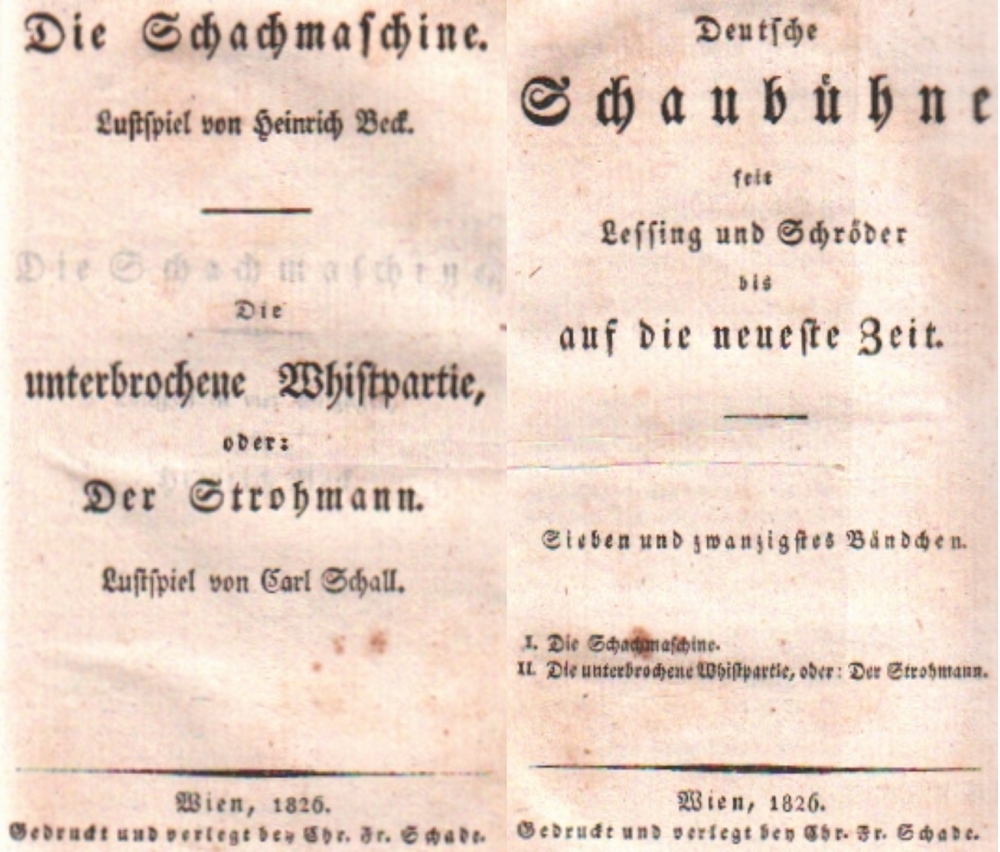 Die Schachmaschine.
Lustspiel von Heinrich Beck.
Die Schachmaschine.
Die
unterbrochene Whistpartie,
oder:
Der Strohmann.
Lustspiel von Carl Schall.
Wien, 1826.
Gedruckt und verlegt bey Chr. Fr. Schade.
Deutsche
Schaubühne
seit
Lessing und Schröder
bis
auf die neueste Zeit.
Sieben und zwanzigstes Bändchen.
I. Die Schachmaschine.
II. Die unterbrochene Whistpartie, oder: Der Strohmann.
Wien, 1826.
Gedruckt und verlegt bey Chr. Fr. Schade.